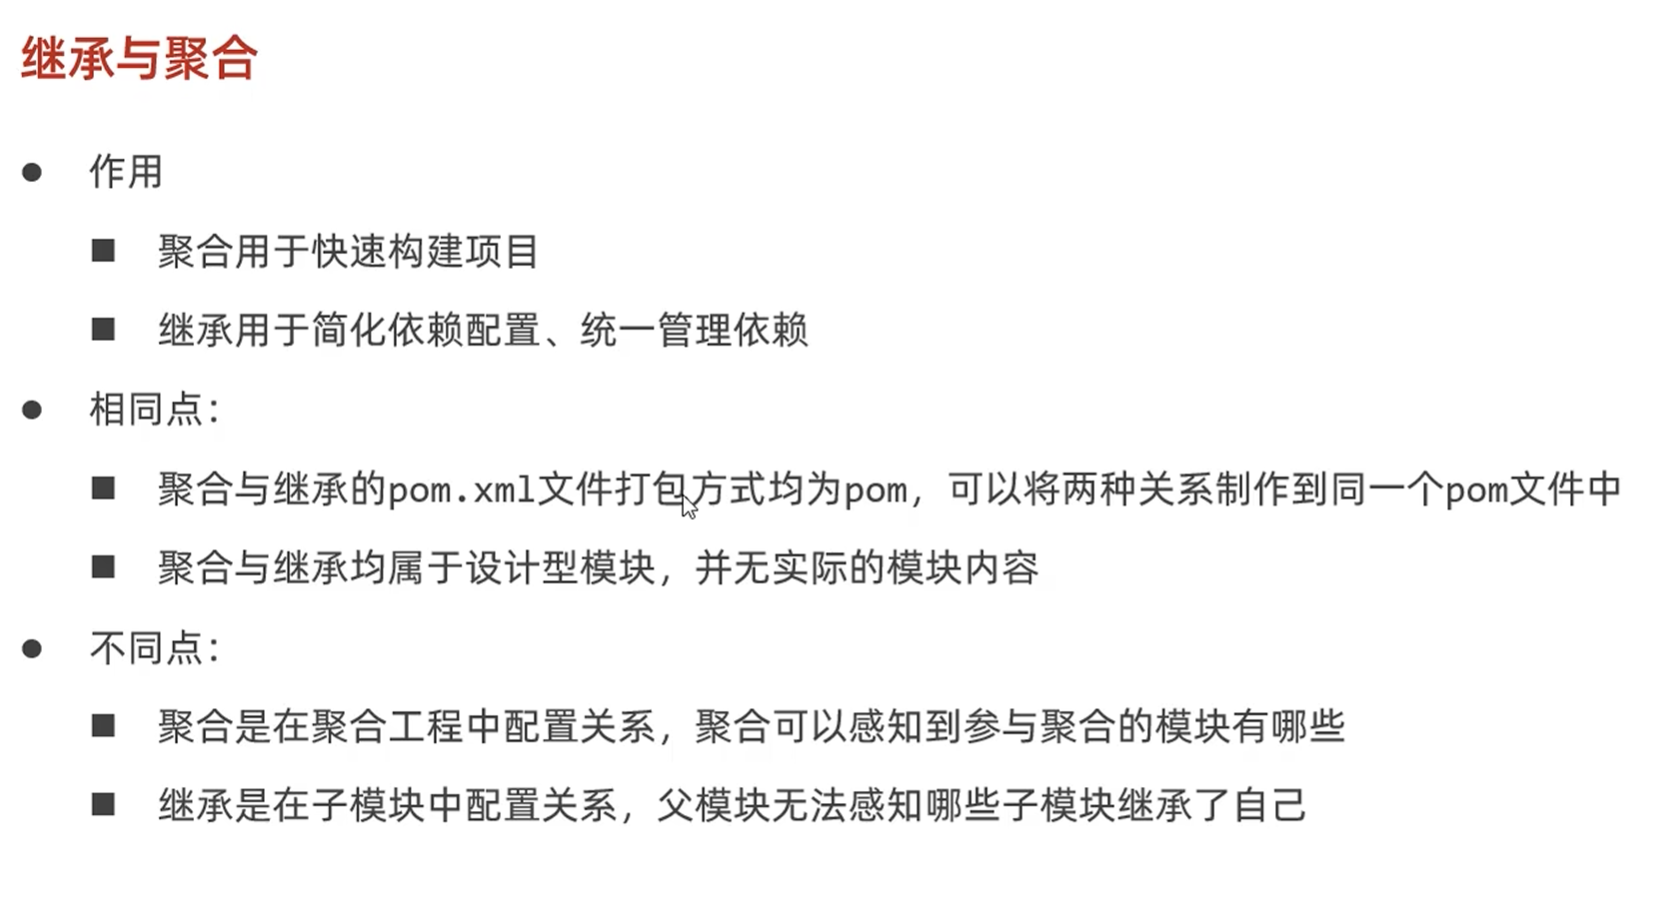 继承与聚合
作用
聚合用于快速构建项目
继承用于简化依赖配置、统一管理依赖
相同点：
聚合与继承的pom.xml文件打包方式均为pom，可以将两种关系制作到同一个pom文件中
聚合与继承均属于设计型模块，并无实际的模块内容
不同点：
聚合是在聚合工程中配置关系，聚合可以感知到参与聚合的模块有哪些
继承是在子模块中配置关系，父模块无法感知哪些子模块继承了自己